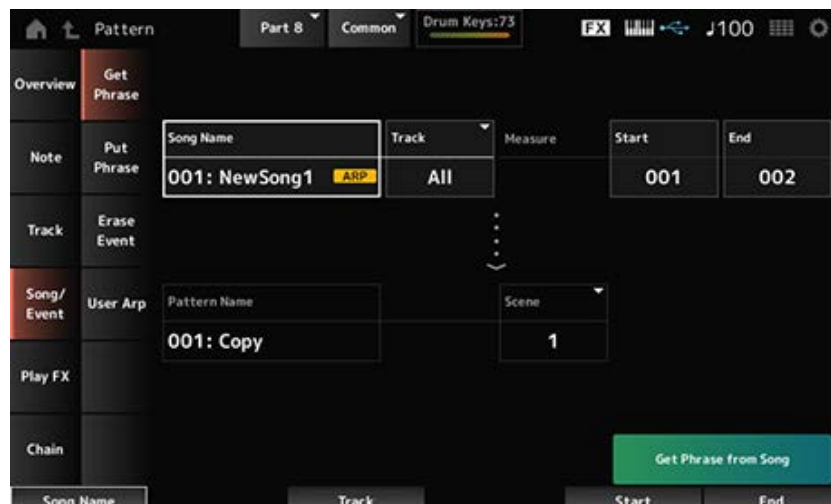 Pattern
Part 8
Common
Drum Keys:73
FX
♩100
Overview
Get
Phrase
Note
Put
Phrase
Track
Erase
Event
Song/
Event
User Arp
Play FX
Chain
Song Name
001: NewSong1 ARP
Track
All
Measure
Start
001
End
002
Pattern Name
001: Copy
Scene
1
Get Phrase from Song
Song Name
Track
Start
End